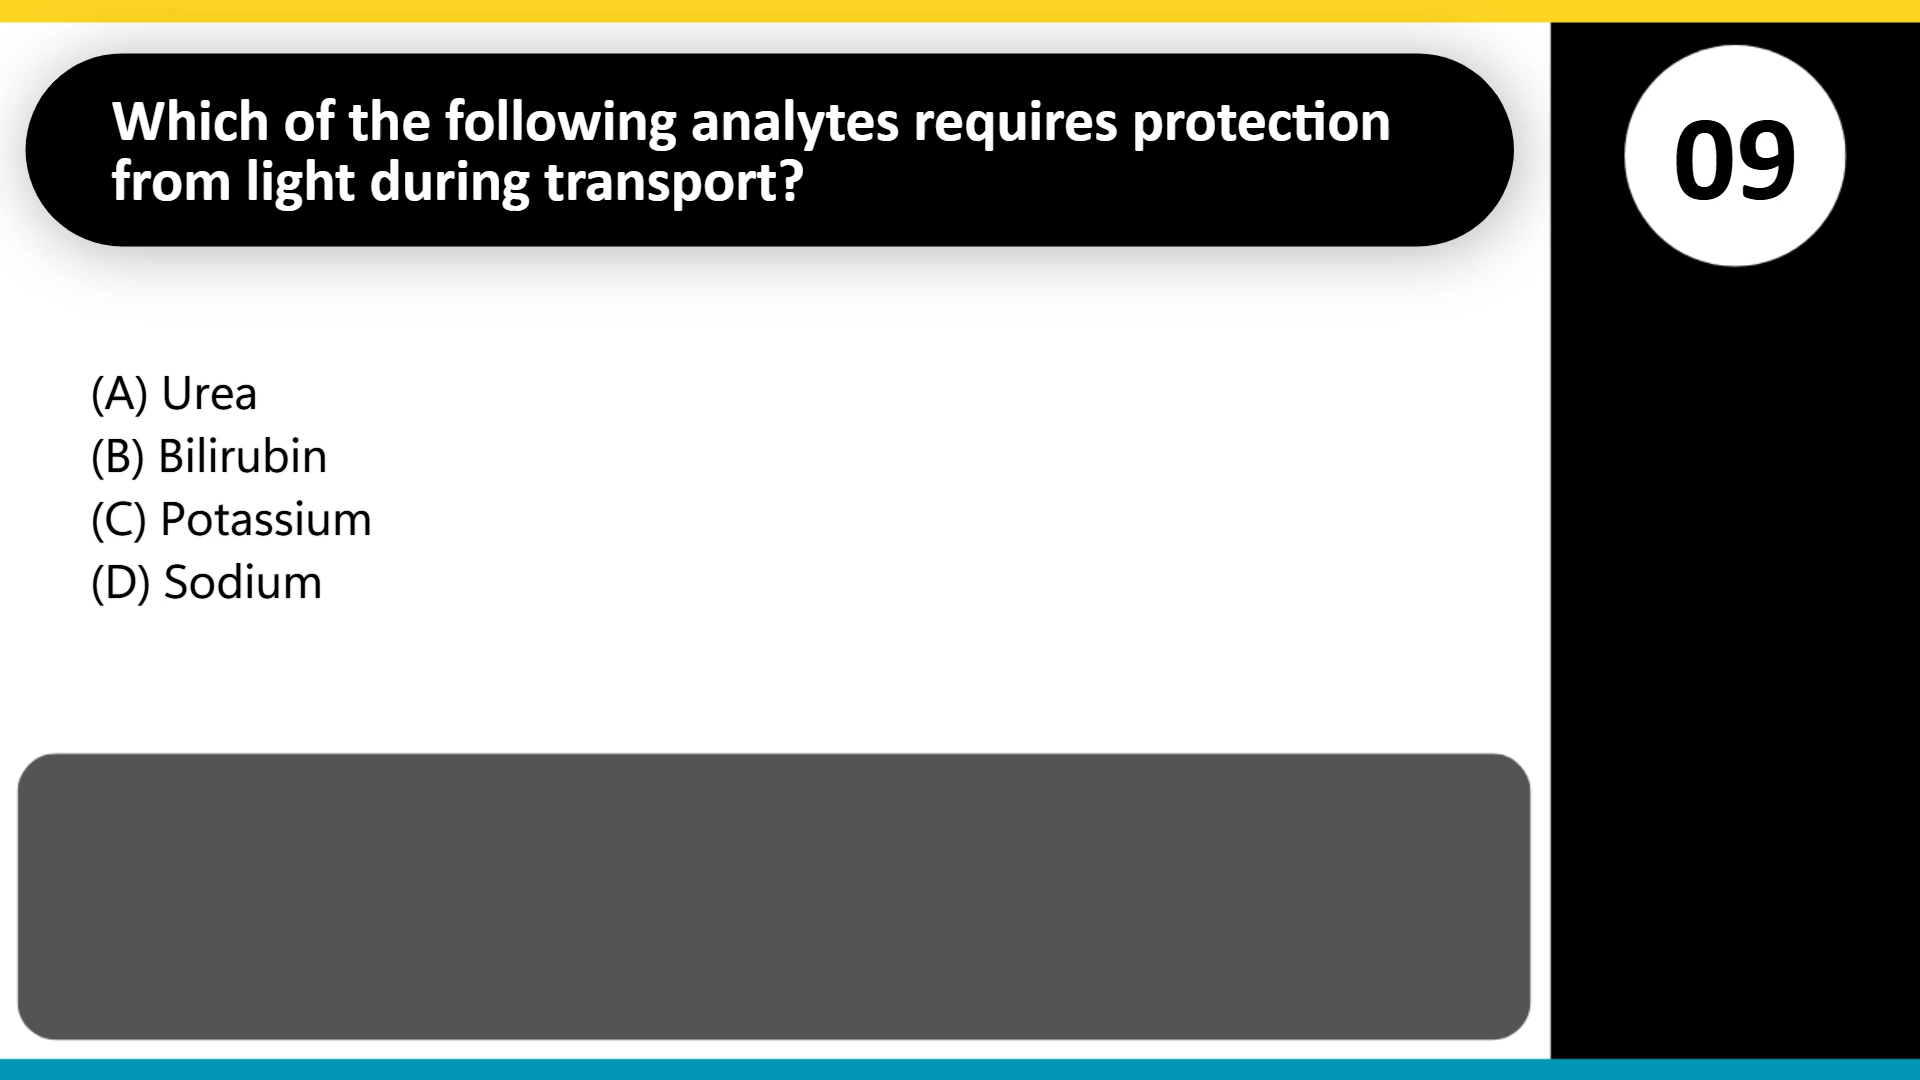 Which of the following analytes requires protection
from light during transport?
09
(A) Urea
(B) Bilirubin
(C) Potassium
(D) Sodium